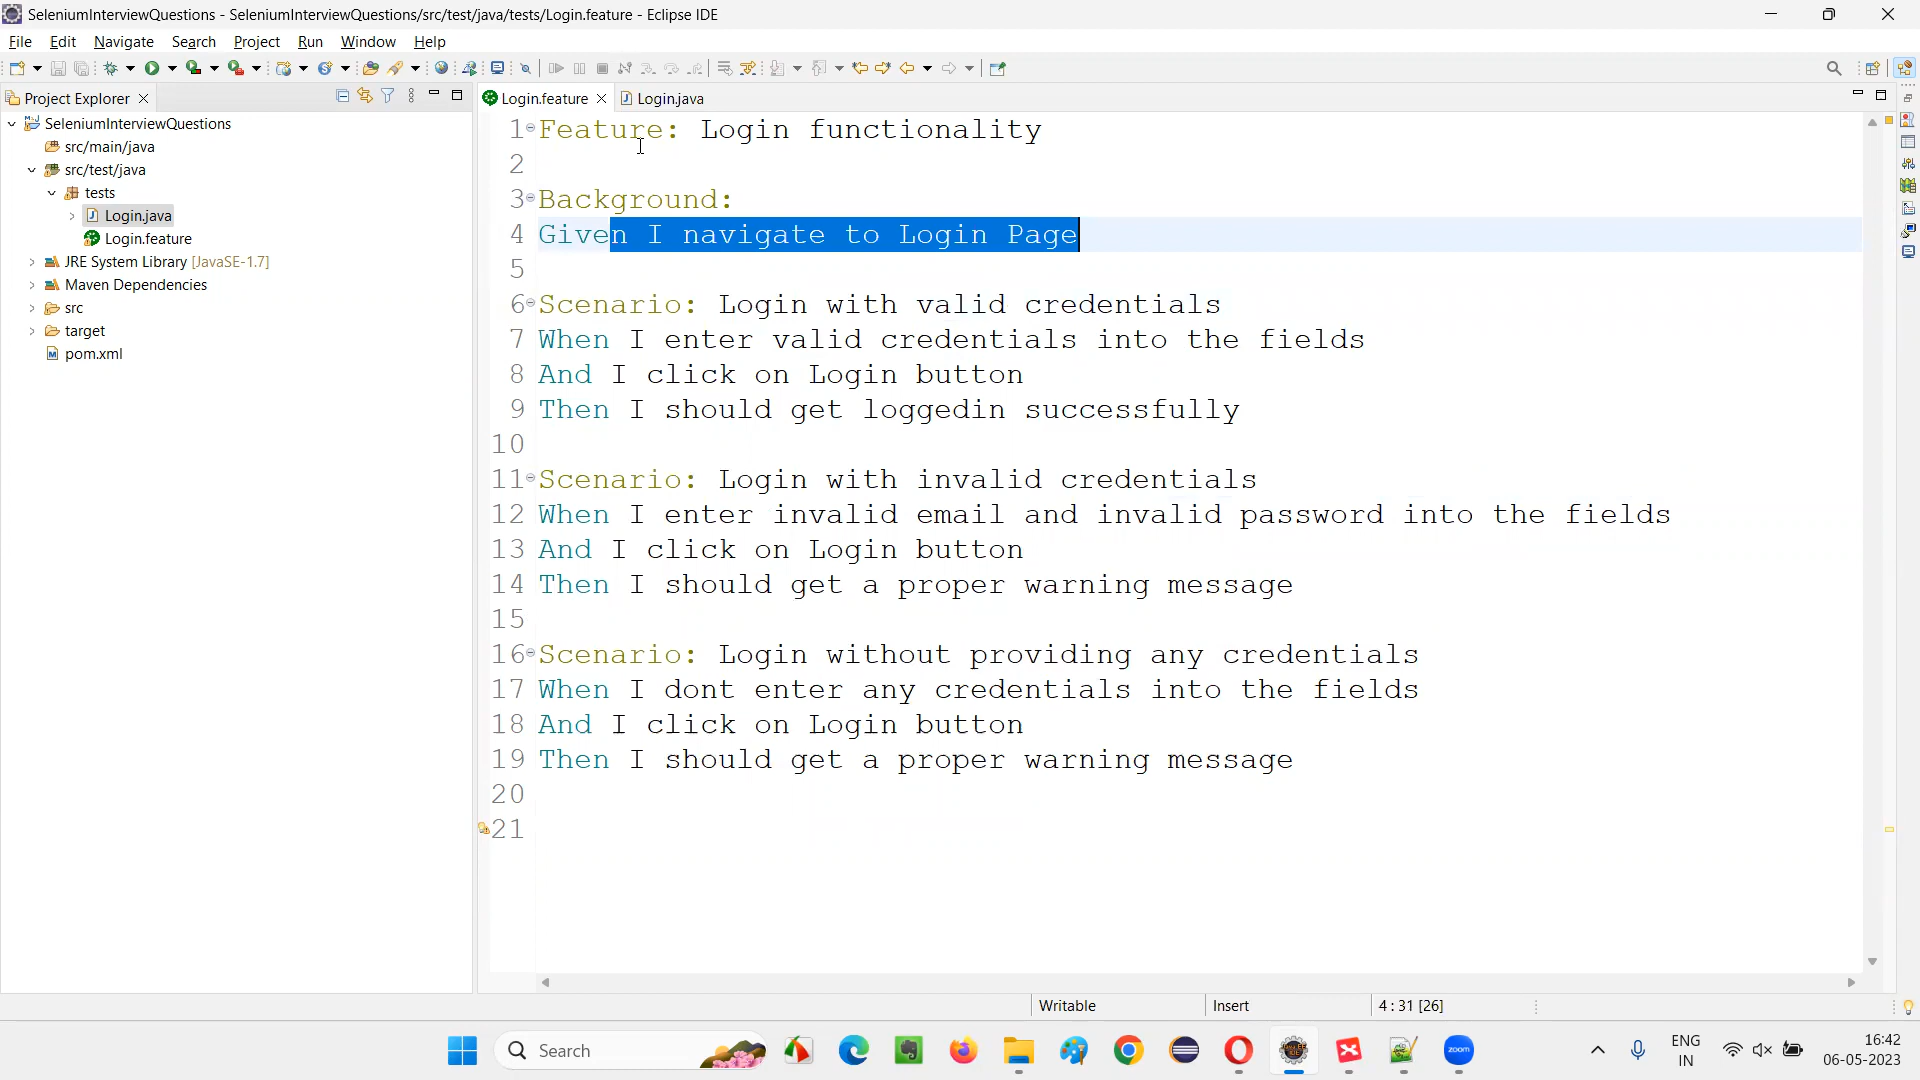 SeleniumInterviewQuestions - SeleniumInterviewQuestions/src/test/java/tests/Login.feature - Eclipse IDE
File Edit Navigate Search Project Run Window Help
Project Explorer
SeleniumInterviewQuestions
src/main/java
src/test/java
tests
Login.java
Login.feature
JRE System Library [JavaSE-1.7]
Maven Dependencies
src
target
pom.xml
Login.feature Login.java
1 Feature: Login functionality
2
3 Background:
4 Given I navigate to Login Page
5
6 Scenario: Login with valid credentials
7 When I enter valid credentials into the fields
8 And I click on Login button
9 Then I should get loggedin successfully
10
11 Scenario: Login with invalid credentials
12 When I enter invalid email and invalid password into the fields
13 And I click on Login button
14 Then I should get a proper warning message
15
16 Scenario: Login without providing any credentials
17 When I dont enter any credentials into the fields
18 And I click on Login button
19 Then I should get a proper warning message
20
21
Writable Insert 4 : 31 [26]
Search
zoom
ENG
IN
16:42
06-05-2023